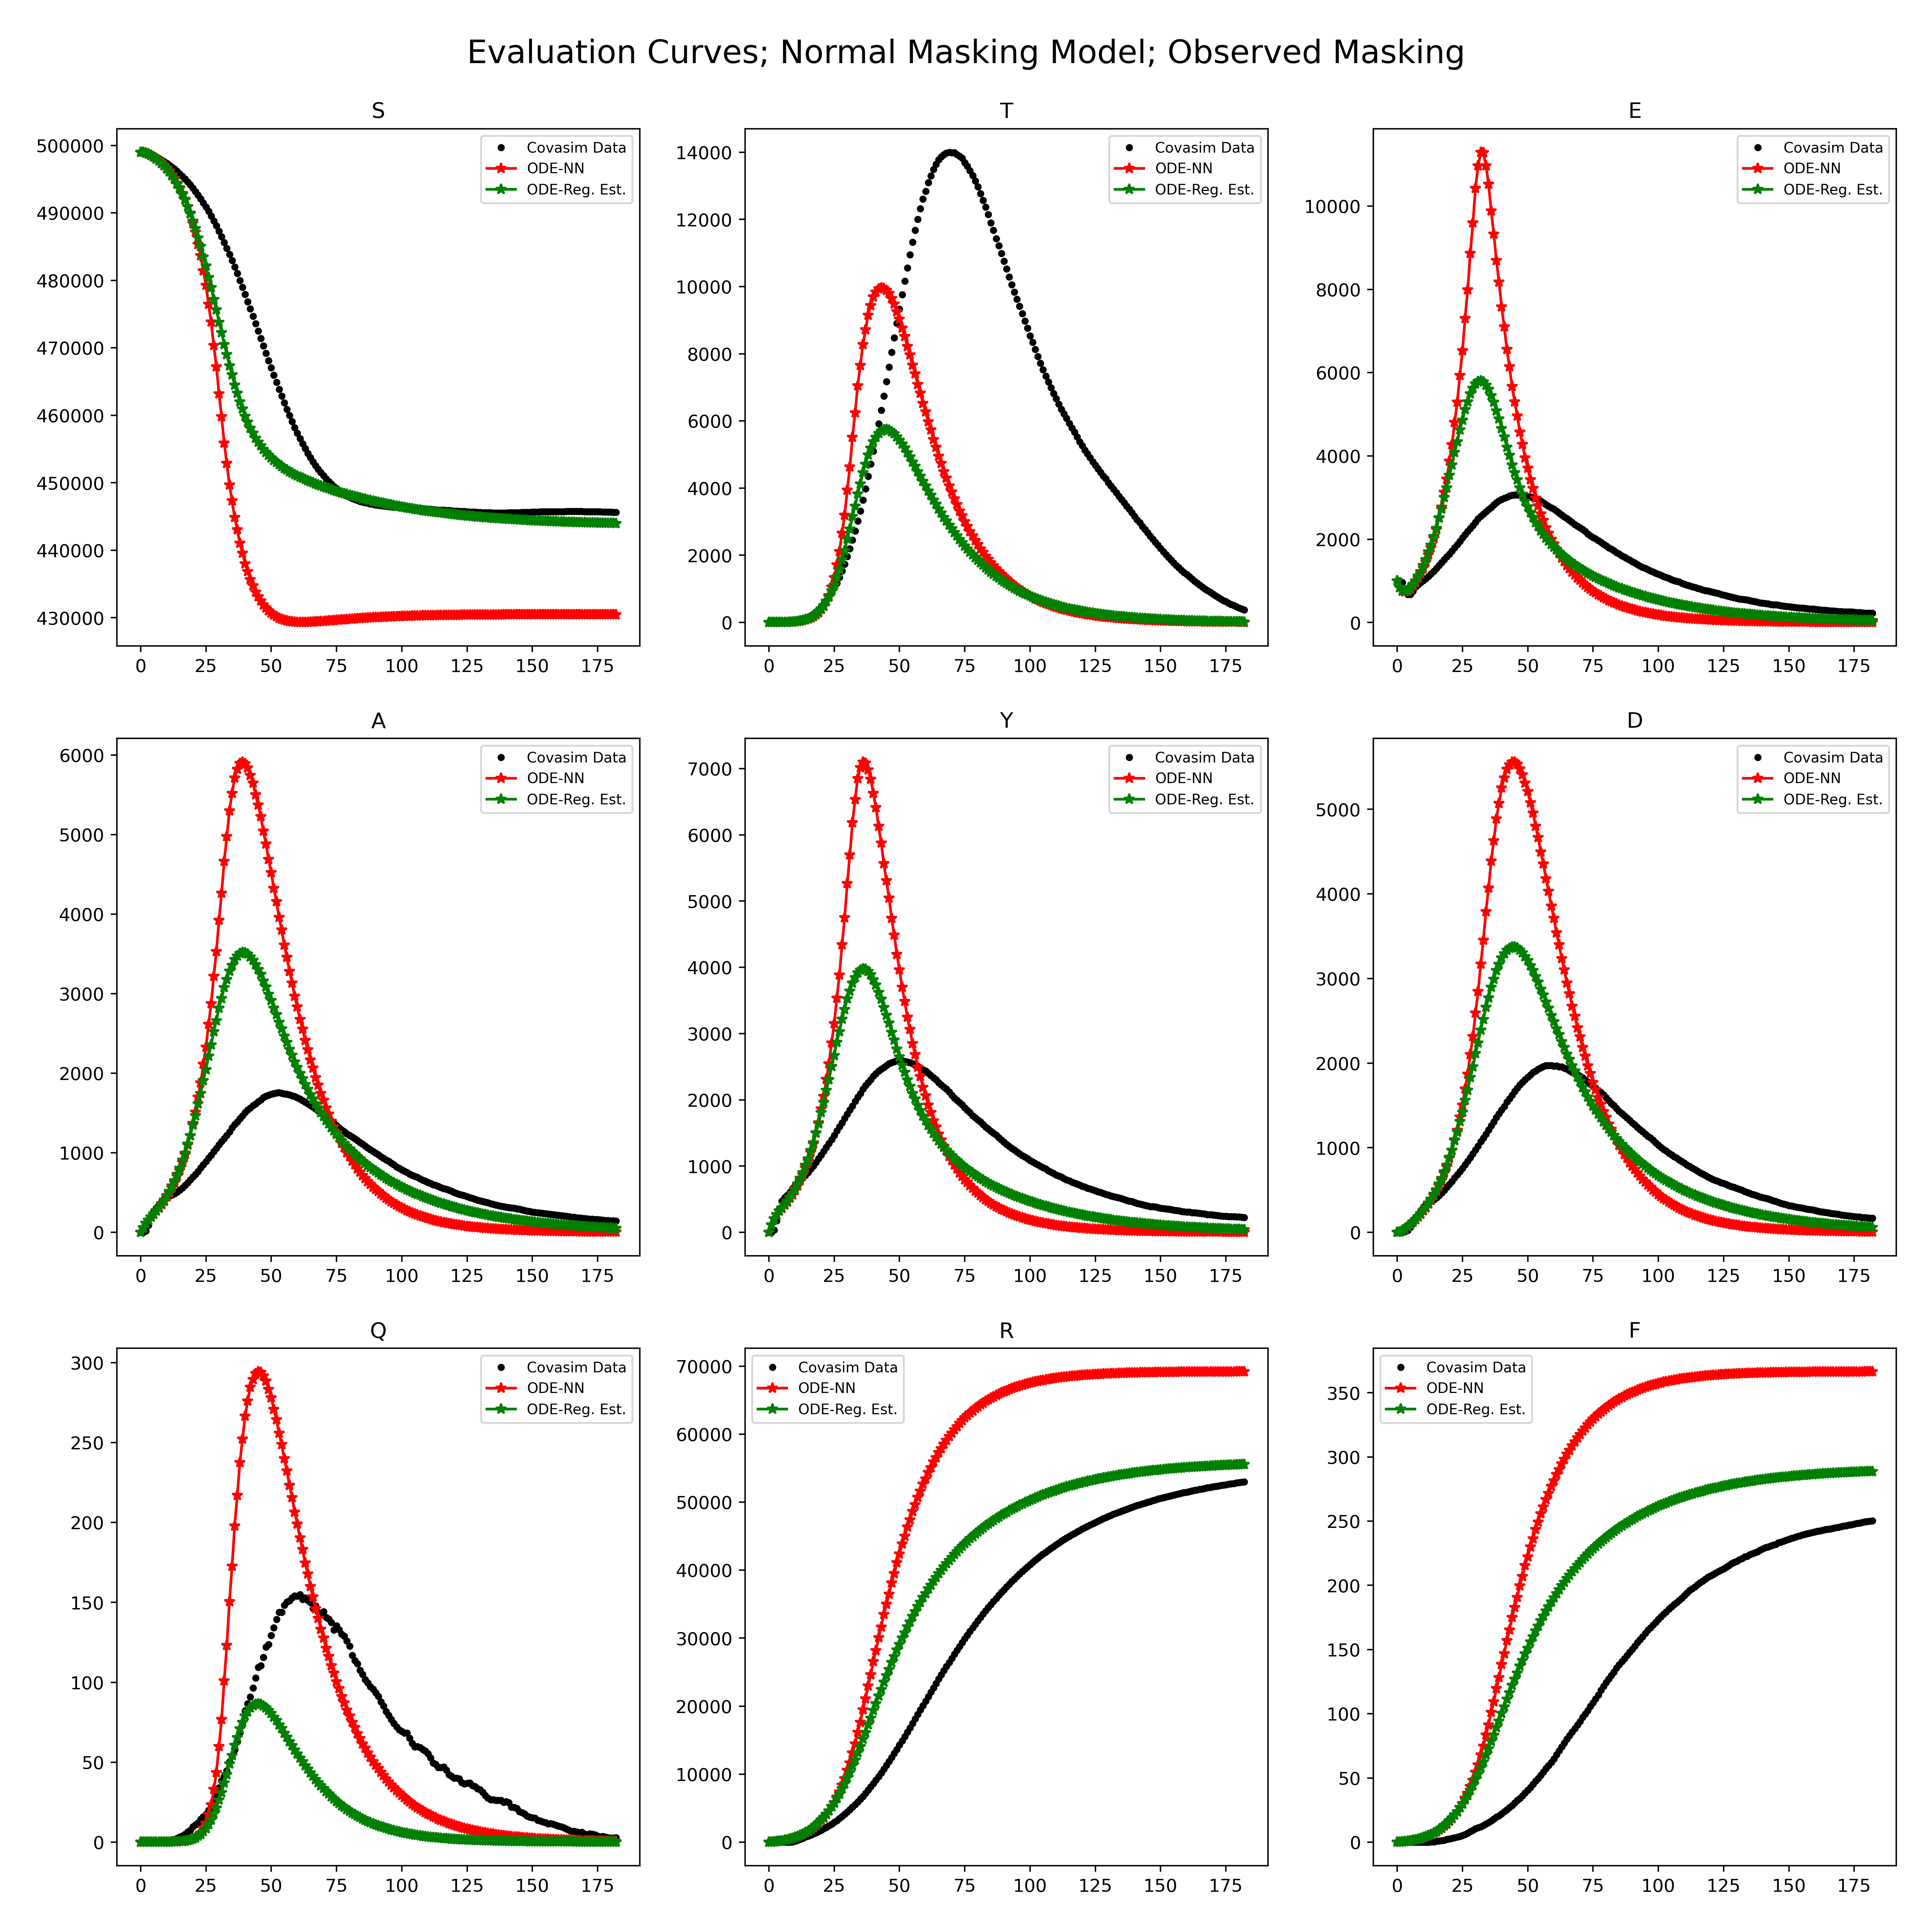 Evaluation Curves; Normal Masking Model; Observed Masking
S
500000
490000
480000
470000
460000
450000
440000
430000
Covasim Data
ODE-NN
ODE-Reg. Est.
0 25 50 75 100 125 150 175
T
14000
12000
10000
8000
6000
4000
2000
0
Covasim Data
ODE-NN
ODE-Reg. Est.
0 25 50 75 100 125 150 175
E
10000
8000
6000
4000
2000
0
Covasim Data
ODE-NN
ODE-Reg. Est.
0 25 50 75 100 125 150 175
A
6000
5000
4000
3000
2000
1000
0
Covasim Data
ODE-NN
ODE-Reg. Est.
0 25 50 75 100 125 150 175
Y
7000
6000
5000
4000
3000
2000
1000
0
Covasim Data
ODE-NN
ODE-Reg. Est.
0 25 50 75 100 125 150 175
D
5000
4000
3000
2000
1000
0
Covasim Data
ODE-NN
ODE-Reg. Est.
0 25 50 75 100 125 150 175
Q
300
250
200
150
100
50
0
Covasim Data
ODE-NN
ODE-Reg. Est.
0 25 50 75 100 125 150 175
R
70000
60000
50000
40000
30000
20000
10000
0
Covasim Data
ODE-NN
ODE-Reg. Est.
0 25 50 75 100 125 150 175
F
350
300
250
200
150
100
50
0
Covasim Data
ODE-NN
ODE-Reg. Est.
0 25 50 75 100 125 150 175